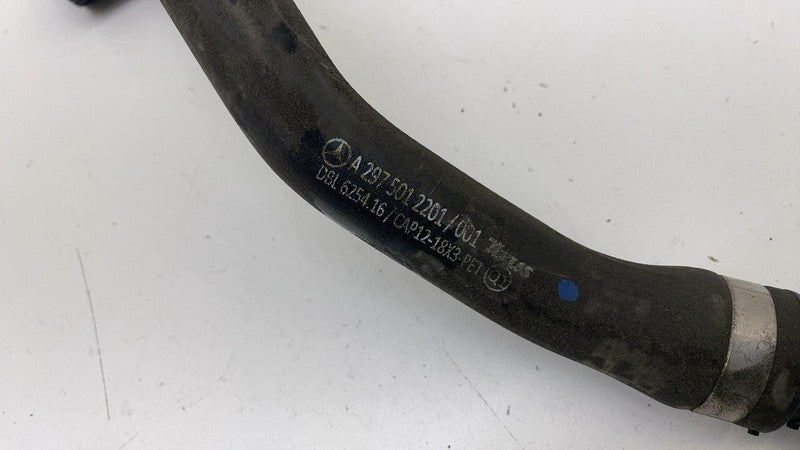 A 297 501 2201 / 001
DBL 6254.16 / CAP12-18X3-PET